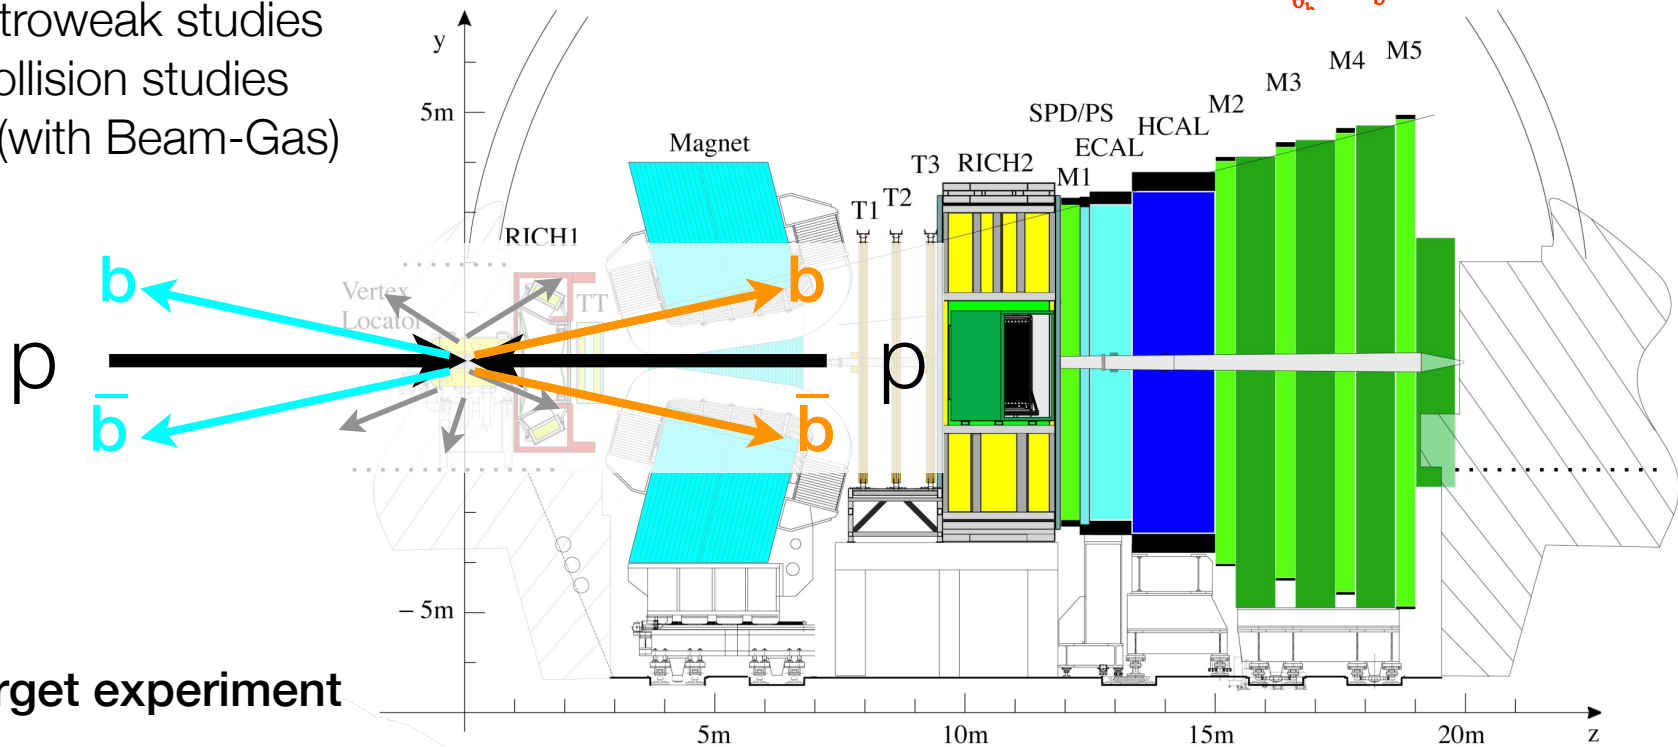 troweak studies
ollision studies
(with Beam-Gas)
rget experiment
θb
b
y
5m
− 5m
Magnet
RICH1
Vertex
Locator
TT
T1
T2
T3
RICH2
M1
SPD/PS
ECAL
HCAL
M2
M3
M4
M5
b
b
p
p
b̅
b̅
5m
10m
15m
20m
z